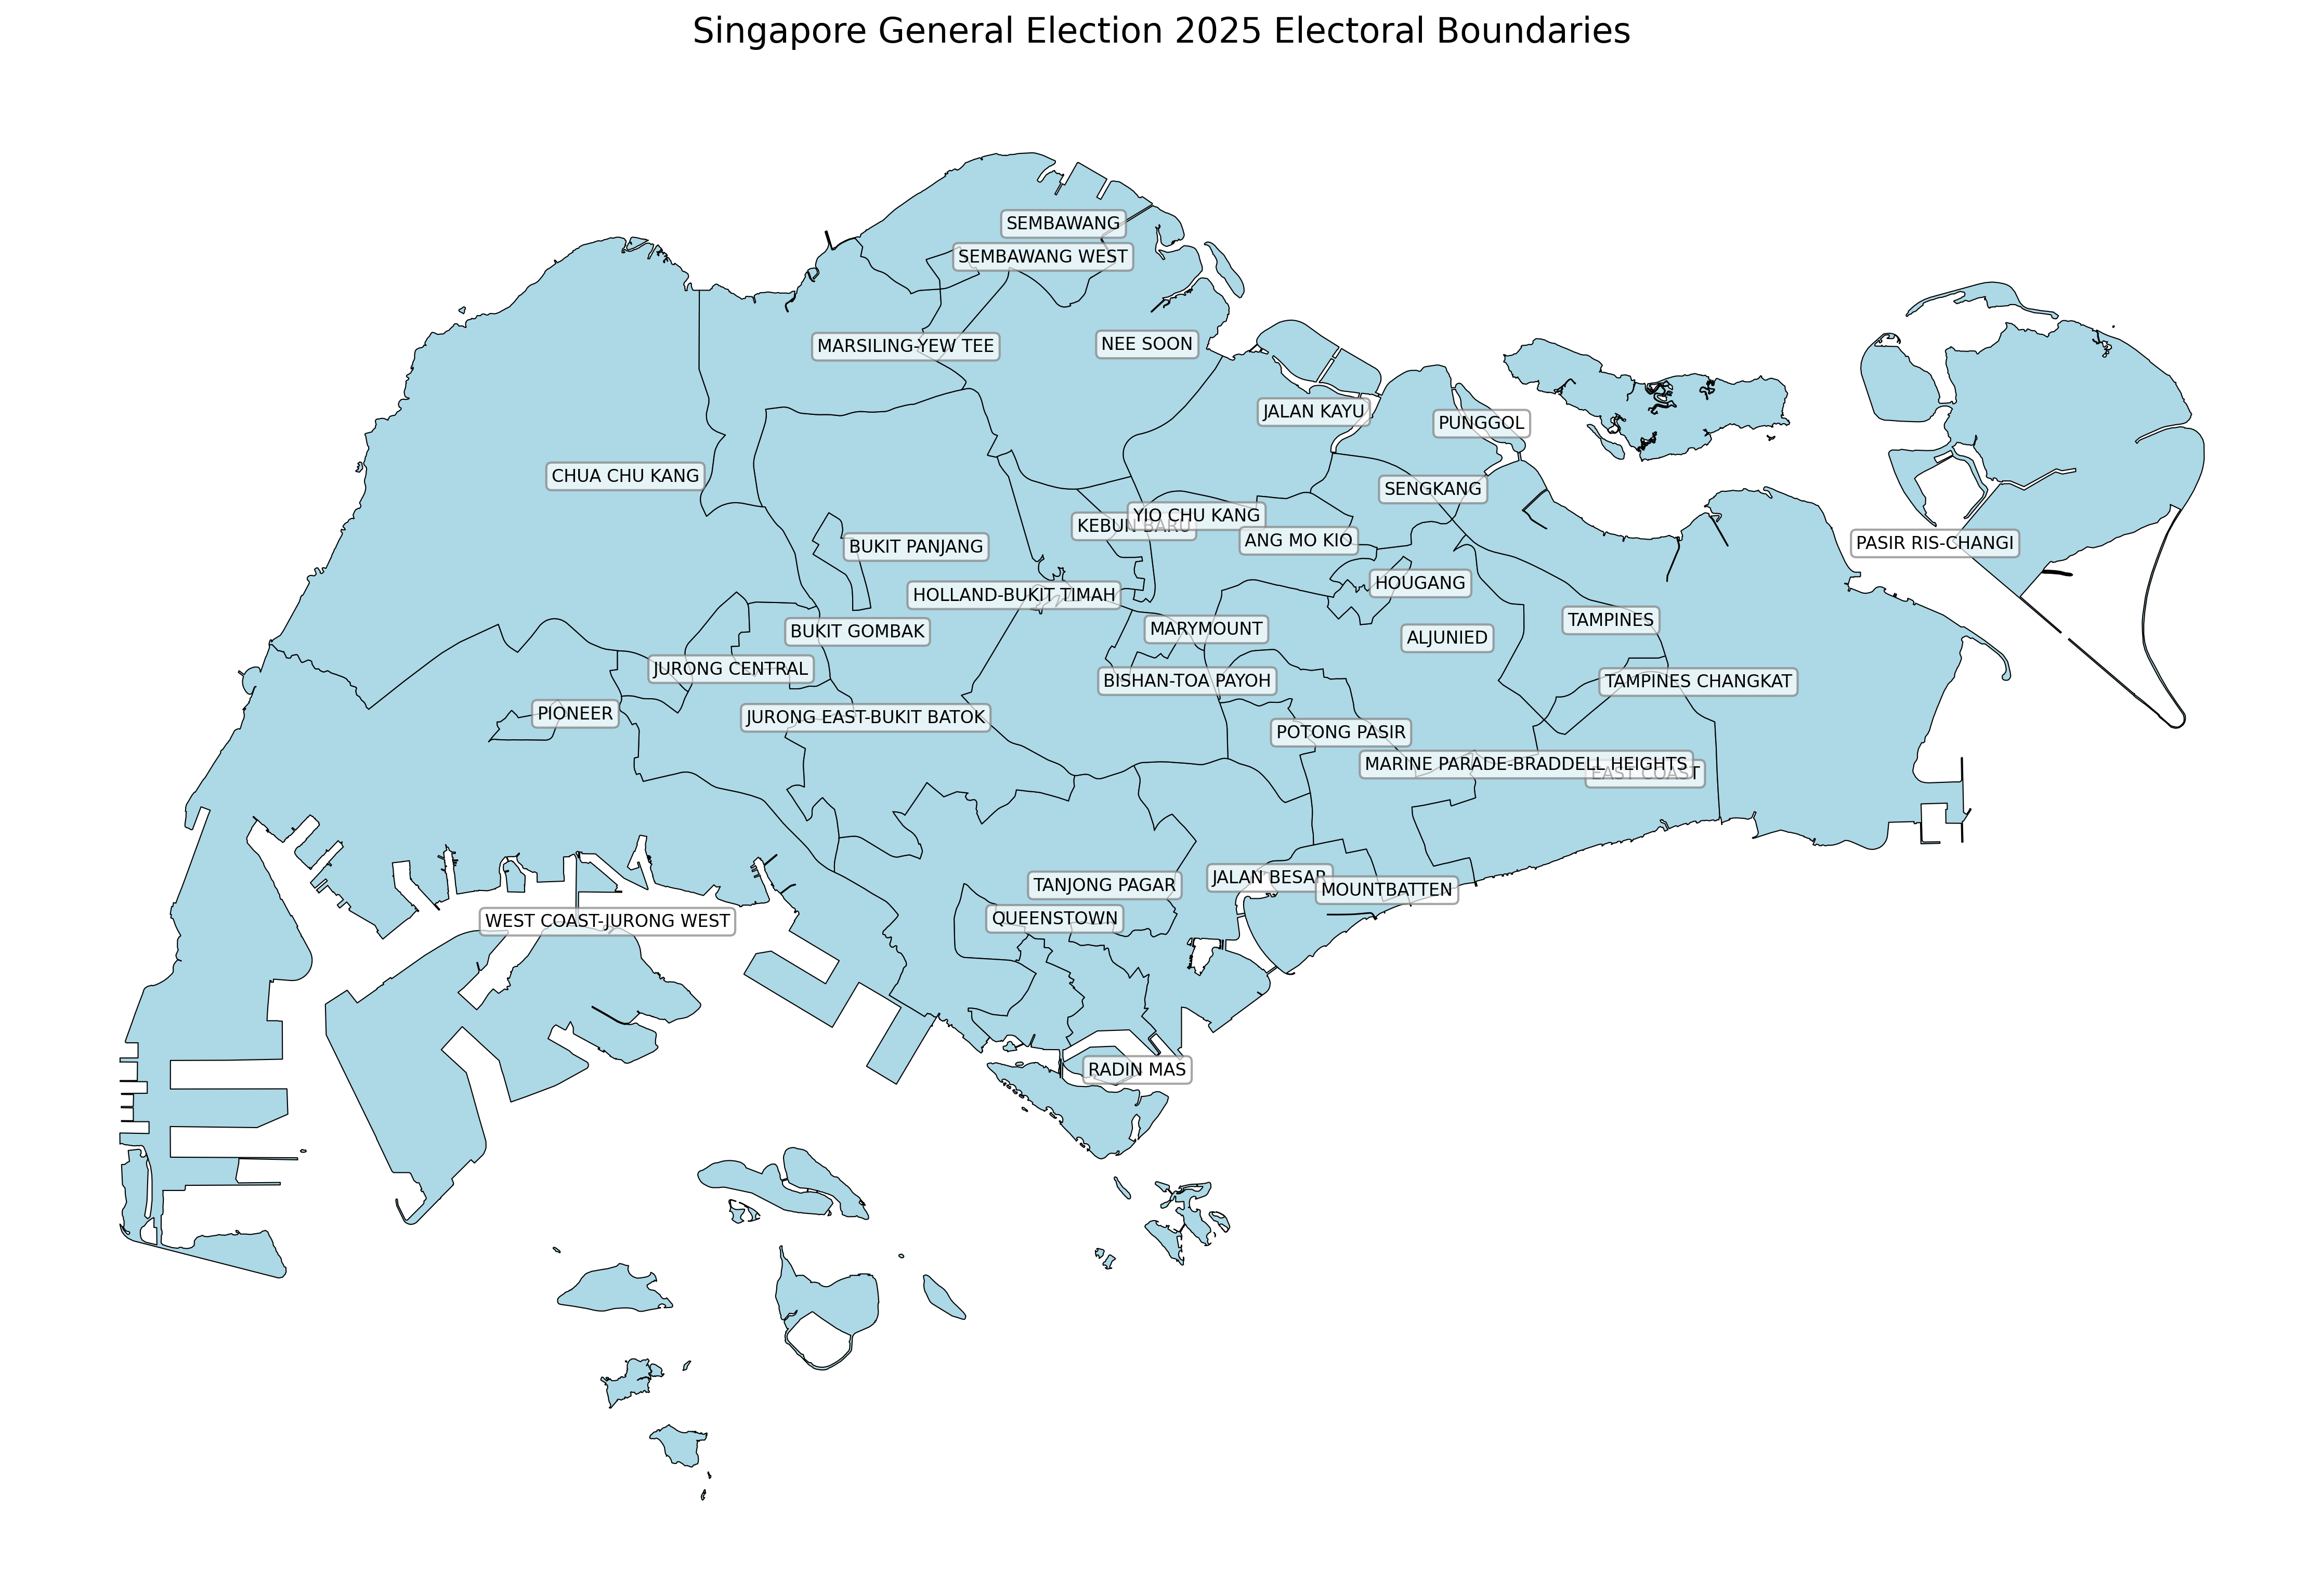 Singapore General Election 2025 Electoral Boundaries
SEMBAWANG
SEMBAWANG WEST
MARSILING-YEW TEE
NEE SOON
JALAN KAYU
PUNGGOL
CHUA CHU KANG
SENGKANG
YIO CHU KANG
KEBUN BARU
ANG MO KIO
PASIR RIS-CHANGI
BUKIT PANJANG
HOUGANG
HOLLAND-BUKIT TIMAH
TAMPINES
MARYMOUNT
BUKIT GOMBAK
ALJUNIED
JURONG CENTRAL
BISHAN-TOA PAYOH
TAMPINES CHANGKAT
PIONEER
JURONG EAST-BUKIT BATOK
POTONG PASIR
MARINE PARADE-BRADDELL HEIGHTS
EAST COAST
JALAN BESAR
TANJONG PAGAR
MOUNTBATTEN
QUEENSTOWN
WEST COAST-JURONG WEST
RADIN MAS